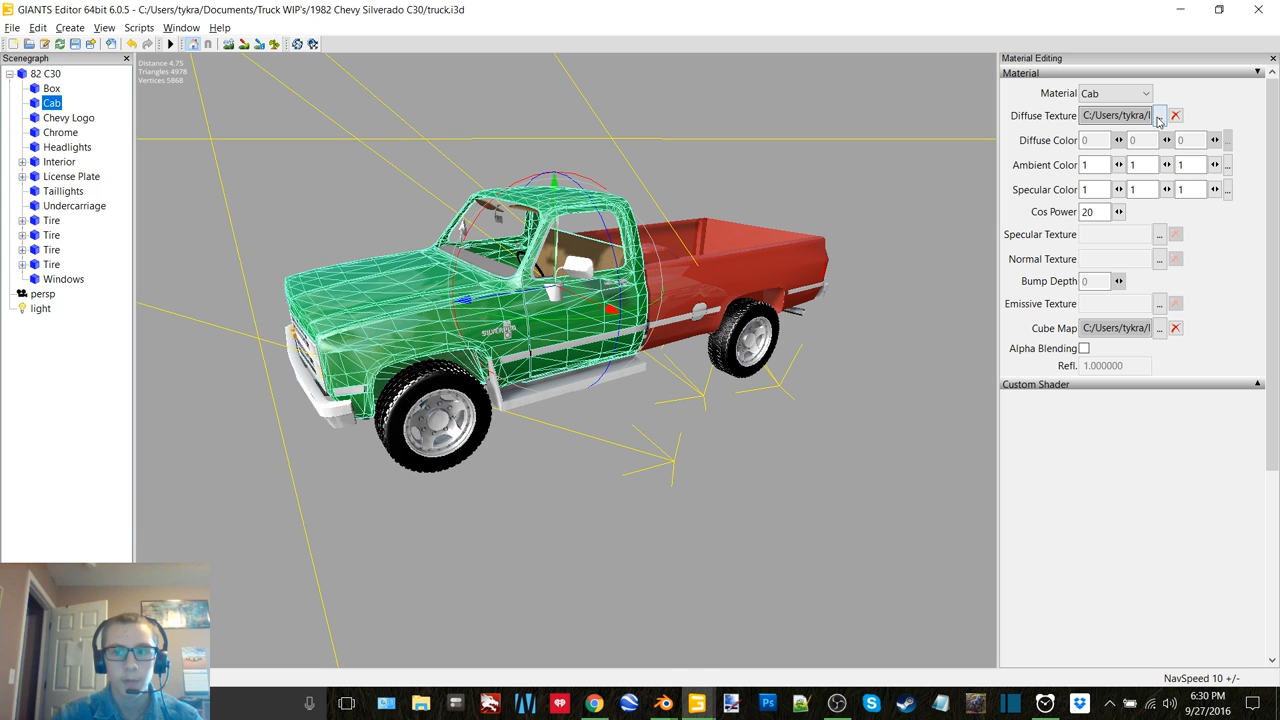 GIANTS Editor 64bit 6.0.5 - C:/Users/tykra/Documents/Truck WIP's/1982 Chevy Silverado C30/truck.i3d
File Edit Create View Scripts Window Help
Scenegraph
82 C30
Box
Cab
Chevy Logo
Chrome
Headlights
Interior
License Plate
Taillights
Undercarriage
Tire
Tire
Tire
Tire
Windows
persp
light
Distance 4.75
Triangles 4978
Vertices 5868
SILVERADO
Material Editing
Material
Material Cab
Diffuse Texture C:/Users/tykra/I ...
Diffuse Color 0 0 0 ...
Ambient Color 1 1 1 ...
Specular Color 1 1 1 ...
Cos Power 20
Specular Texture ...
Normal Texture ...
Bump Depth 0
Emissive Texture ...
Cube Map C:/Users/tykra/I ...
Alpha Blending
Refl. 1.000000
Custom Shader
NavSpeed 10 +/-
6:30 PM
9/27/2016